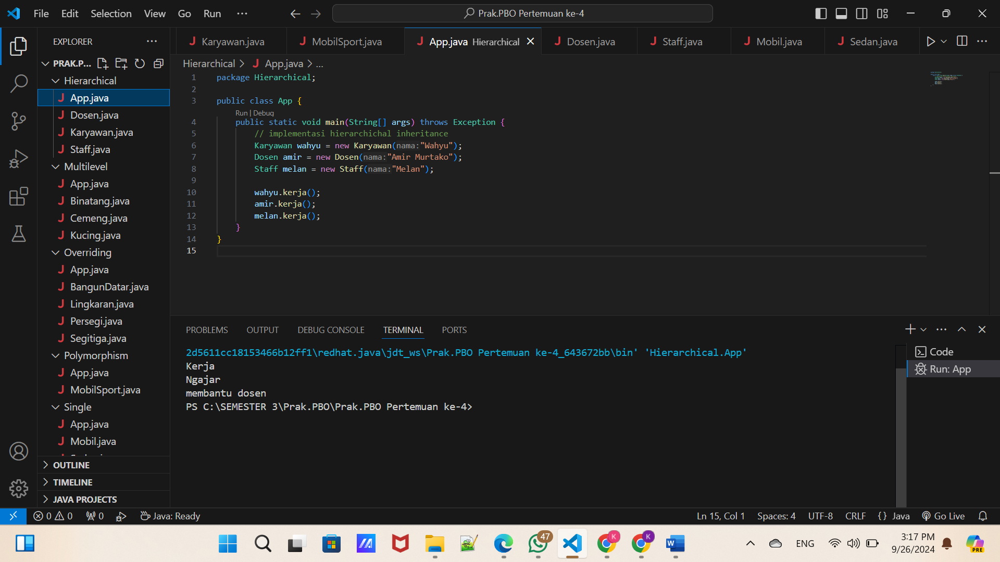 File Edit Selection View Go Run ···
Prak.PBO Pertemuan ke-4
EXPLORER
Karyawan.java MobilSport.java App.java Hierarchical Dosen.java Staff.java Mobil.java Sedan.java
PRAK.P...
Hierarchical > App.java > ...
Hierarchical
App.java
Dosen.java
Karyawan.java
Staff.java
Multilevel
App.java
Binatang.java
Cemeng.java
Kucing.java
Overriding
App.java
BangunDatar.java
Lingkaran.java
Persegi.java
Segitiga.java
Polymorphism
App.java
MobilSport.java
Single
App.java
Mobil.java
OUTLINE
TIMELINE
JAVA PROJECTS
1 package Hierarchical;
2
3 public class App {
Run | Debug
4 public static void main(String[] args) throws Exception {
5 // implementasi hierarchichal inheritance
6 Karyawan wahyu = new Karyawan(nama:"Wahyu");
7 Dosen amir = new Dosen(nama:"Amir Murtako");
8 Staff melan = new Staff(nama:"Melan");
9
10 wahyu.kerja();
11 amir.kerja();
12 melan.kerja();
13 }
14 }
15
PROBLEMS OUTPUT DEBUG CONSOLE TERMINAL PORTS
2d5611cc18153466b12ff1\redhat.java\jdt_ws\Prak.PBO Pertemuan ke-4_643672bb\bin' 'Hierarchical.App'
Kerja
Ngajar
membantu dosen
PS C:\SEMESTER 3\Prak.PBO\Prak.PBO Pertemuan ke-4>
Code
Run: App
0 0 0 Java: Ready
Ln 15, Col 1 Spaces: 4 UTF-8 CRLF {} Java Go Live
47 K K W
ENG
3:17 PM
9/26/2024
PRE